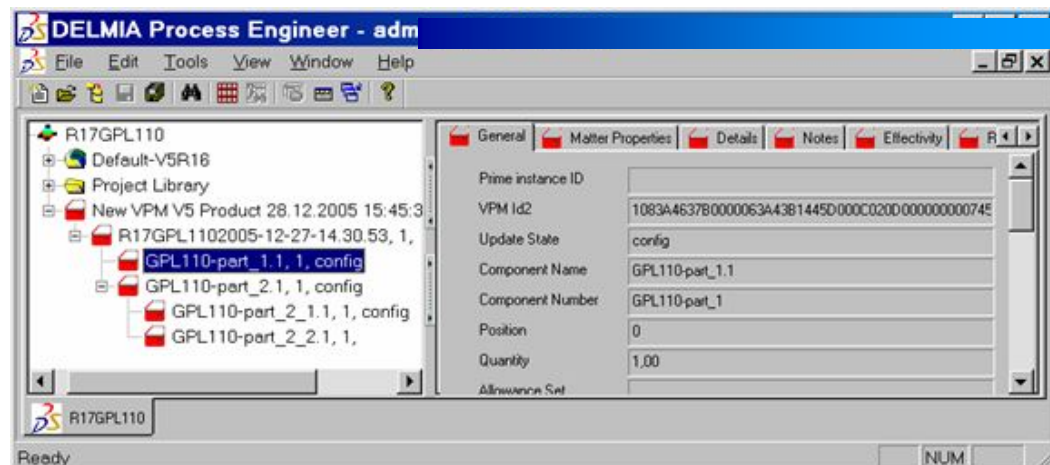 DELMIA Process Engineer - adm
File Edit Tools View Window Help
R17GPL110
Default-V5R16
Project Library
New VPM V5 Product 28.12.2005 15:45:3
R17GPL1102005-12-27-14.30.53, 1,
GPL110-part_1.1, 1, config
GPL110-part_2.1, 1, config
GPL110-part_2_1.1, 1, config
GPL110-part_2_2.1, 1,
General Matter Properties Details Notes Effectivity R
Prime instance ID
VPM Id2 1083A4637B0000063A43B1445D000C020D000000000745
Update State config
Component Name GPL110-part_1.1
Component Number GPL110-part_1
Position 0
Quantity 1,00
Allowance Set
R17GPL110
Ready NUM